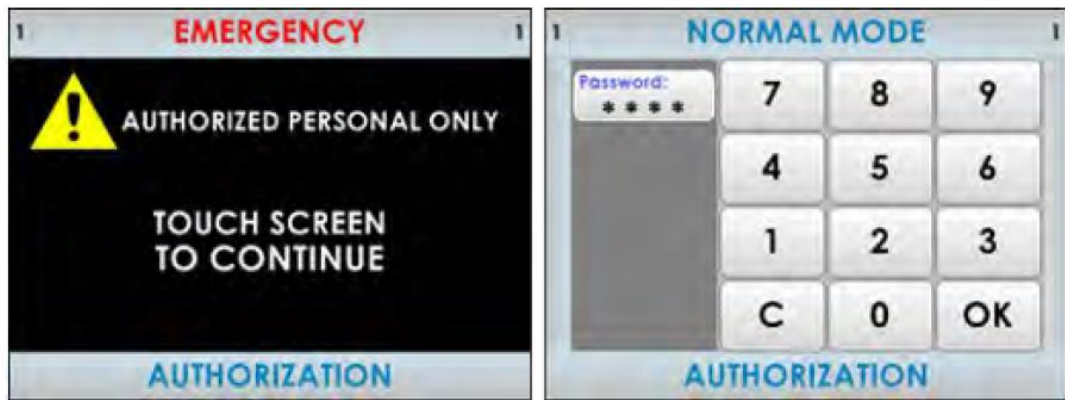 1 EMERGENCY 1
!
AUTHORIZED PERSONAL ONLY
TOUCH SCREEN
TO CONTINUE
AUTHORIZATION
1 NORMAL MODE 1
Password:
* * * *
7 8 9
4 5 6
1 2 3
C 0 OK
AUTHORIZATION